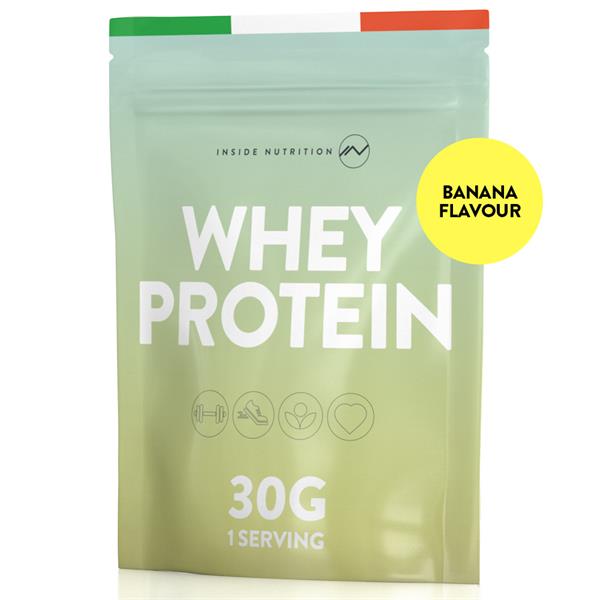 INSIDE NUTRITION
WHEY
PROTEIN
BANANA
FLAVOUR
30G
1 SERVING